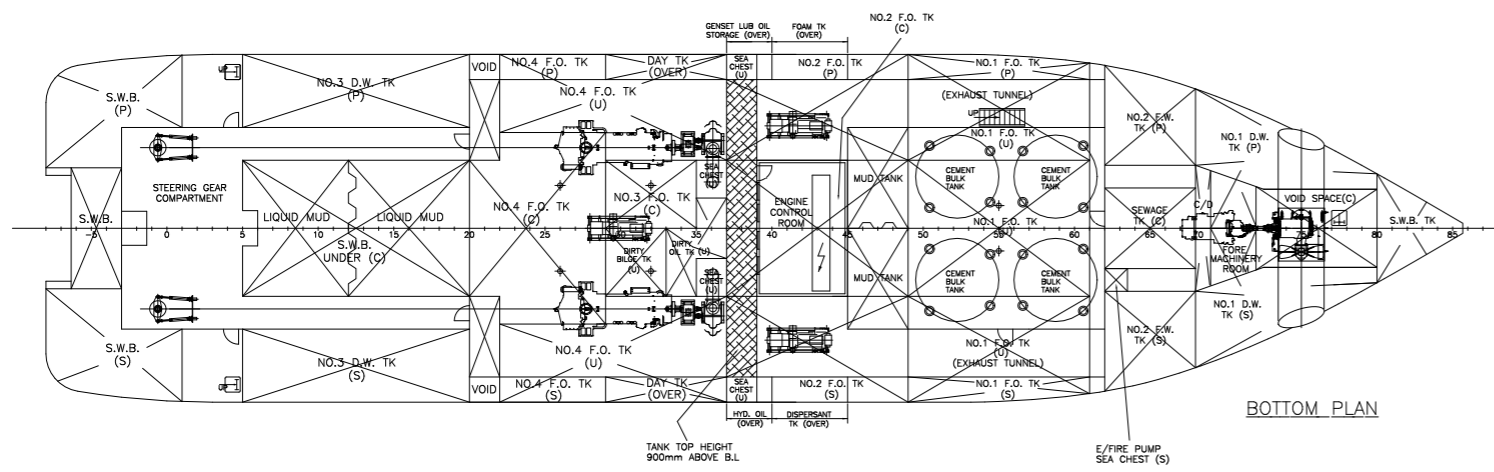 GENSET LUB OIL
STORAGE (OVER)
FOAM TK
(OVER)
NO.2 F.O. TK
(C)
S.W.B.
(P)
UP
NO.3 D.W. TK
(P)
VOID
NO.4 F.O. TK
(P)
DAY TK
(OVER)
SEA
CHEST
(U)
NO.2 F.O. TK
(P)
NO.1 F.O. TK
(P)
NO.4 F.O. TK
(U)
(EXHAUST TUNNEL)
UP
NO.1 F.O. TK
(U)
NO.2 F.W.
TK (P)
NO.1 D.W.
TK (P)
SEA
CHEST
(U)
MUD TANK
CEMENT
BULK
TANK
CEMENT
BULK
TANK
STEERING GEAR
COMPARTMENT
S.W.B.
LIQUID MUD
LIQUID MUD
NO.4 F.O. TK
(C)
NO.3 F.O. TK
(C)
ENGINE
CONTROL
ROOM
NO.1 F.O. TK
(U)
SEWAGE
TK (C)
C/D
VOID SPACE(C)
S.W.B. TK
-5 0 5 10 15 20 25 30 35 40 45 50 55 60 65 70 75 80 85
S.W.B.
UNDER (C)
DIRTY
BILGE TK
(U)
DIRTY
OIL TK (U)
SEA
CHEST
(U)
MUD TANK
CEMENT
BULK
TANK
CEMENT
BULK
TANK
FORE
MACHINERY
ROOM
NO.1 D.W.
TK (S)
NO.2 F.W.
TK (S)
S.W.B.
(S)
UP
NO.3 D.W. TK
(S)
VOID
NO.4 F.O. TK
(U)
NO.4 F.O. TK
(S)
DAY TK
(OVER)
SEA
CHEST
(U)
NO.1 F.O. TK
(U)
(EXHAUST TUNNEL)
NO.2 F.O. TK
(S)
NO.1 F.O. TK
(S)
HYD. OIL
(OVER)
DISPERSANT
TK (OVER)
BOTTOM PLAN
TANK TOP HEIGHT
900mm ABOVE B.L
E/FIRE PUMP
SEA CHEST (S)